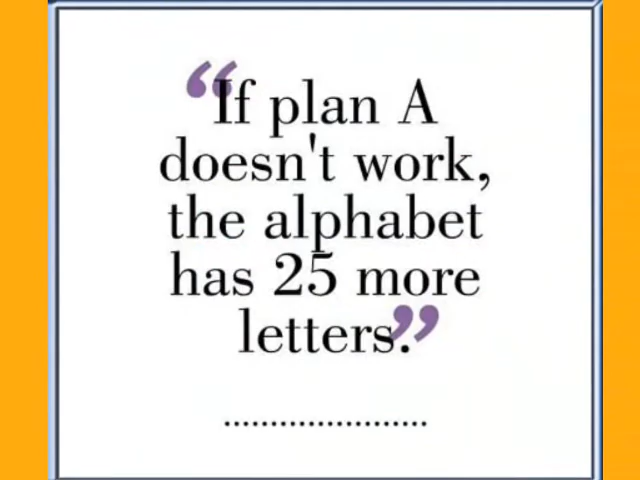 “If plan A
doesn't work,
the alphabet
has 25 more
letters.”
......................